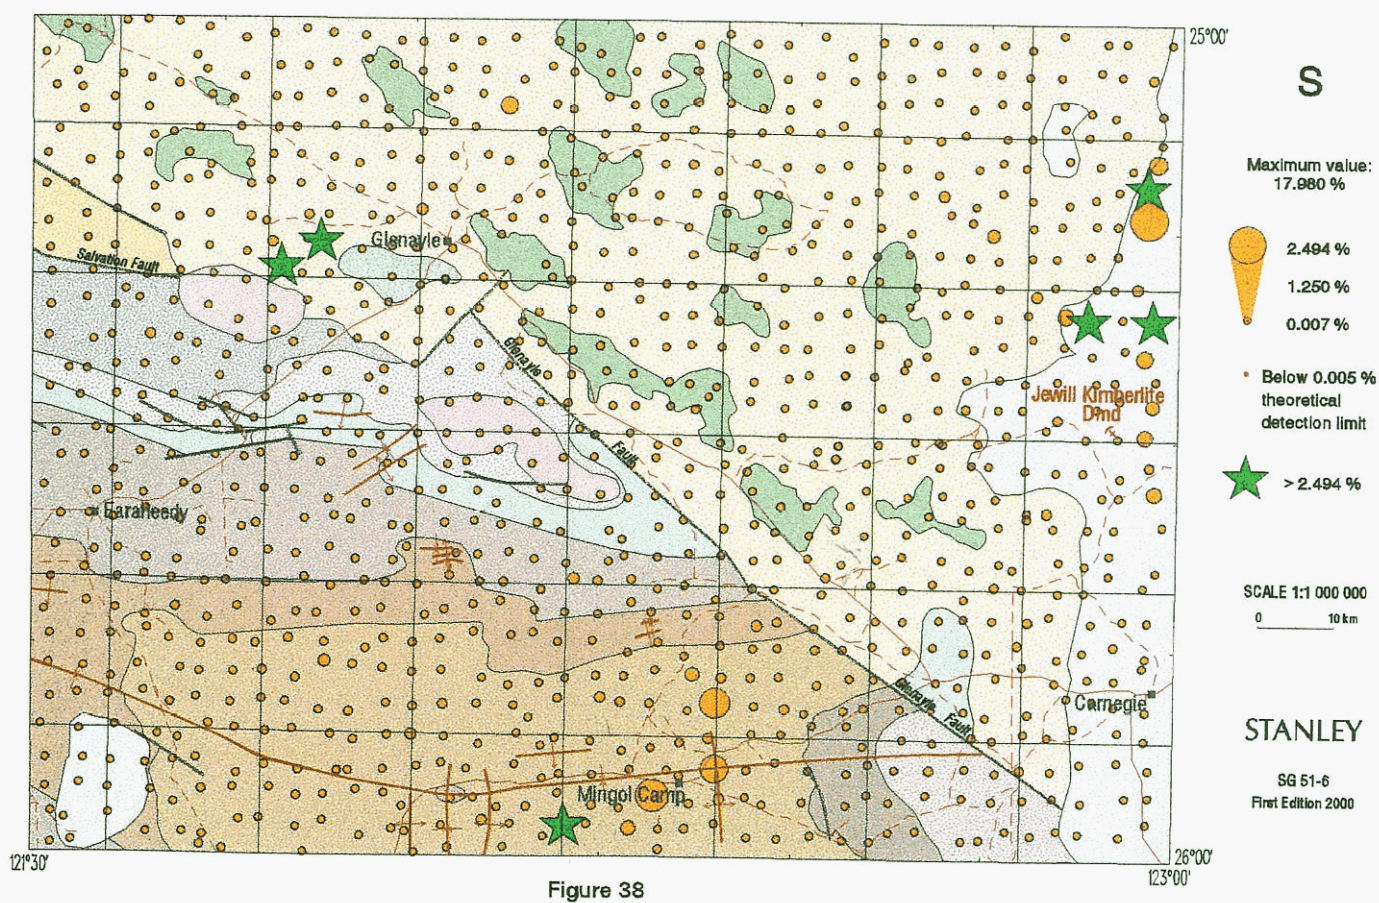 25°00'
S
Maximum value:
17.980 %
2.494 %
1.250 %
0.007 %
Below 0.005 %
theoretical
detection limit
> 2.494 %
Glenayle
Salvation Fault
Glenayle
Fault
Jewill Kimberlite
Dmd
Earaheedy
SCALE 1:1 000 000
0 10 km
Glenayle Fault
Carnegie
STANLEY
SG 51-6
First Edition 2000
Mingol Camp
121°30'
26°00'
123°00'
Figure 38